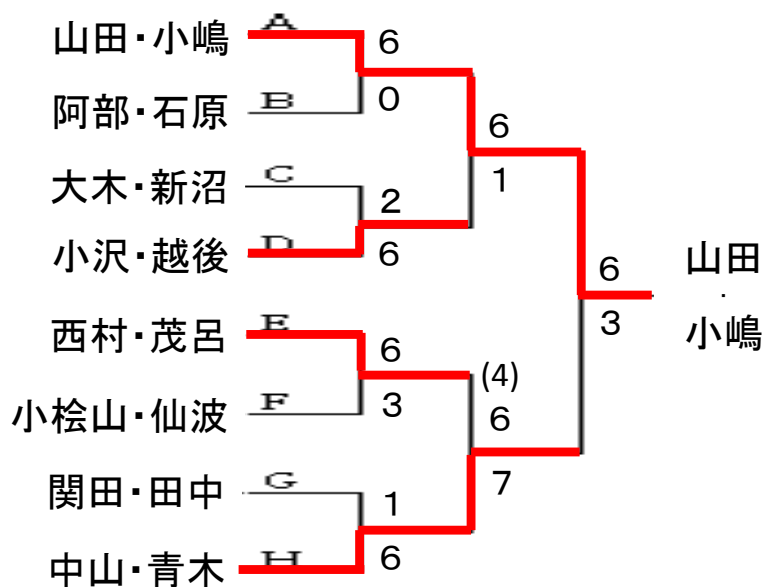 山田・小嶋 A 6
阿部・石原 B 0
6
1
大木・新沼 C 2
小沢・越後 D 6
6
3
山田
・
小嶋
西村・茂呂 E 6
小桧山・仙波 F 3
(4)
6
7
関田・田中 G 1
中山・青木 H 6